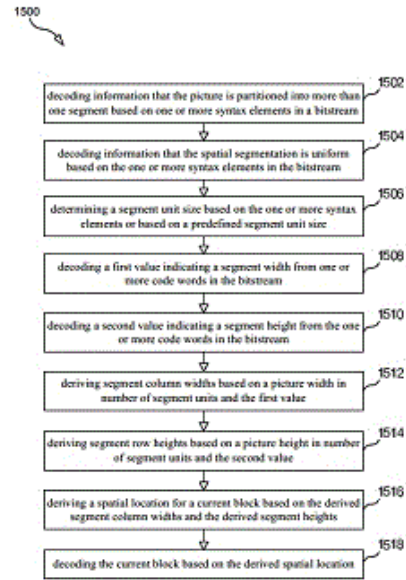 1500
1502
decoding information that the picture is partitioned into more
than one segment based on one or more syntax elements in a bitstream
1504
decoding information that the spatial segmentation is uniform
based on the one or more syntax elements in the bitstream
1506
determining a segment unit size based on the one or more syntax
elements or based on a predefined segment unit size
1508
decoding a first value indicating a segment width from one or
more code words in the bitstream
1510
decoding a second value indicating a segment height from the one
or more code words in the bitstream
1512
deriving segment column widths based on a picture width in
number of segment units and the first value
1514
deriving segment row heights based on a picture height in number
of segment units and the second value
1516
deriving a spatial location for a current block based on the derived
segment column widths and the derived segment heights
1518
decoding the current block based on the derived spatial location